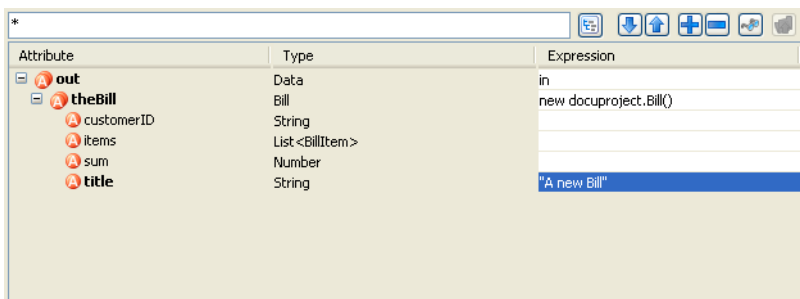 *
Attribute Type Expression
out Data in
theBill Bill new docuproject.Bill()
customerID String
items List<BillItem>
sum Number
title String "A new Bill"